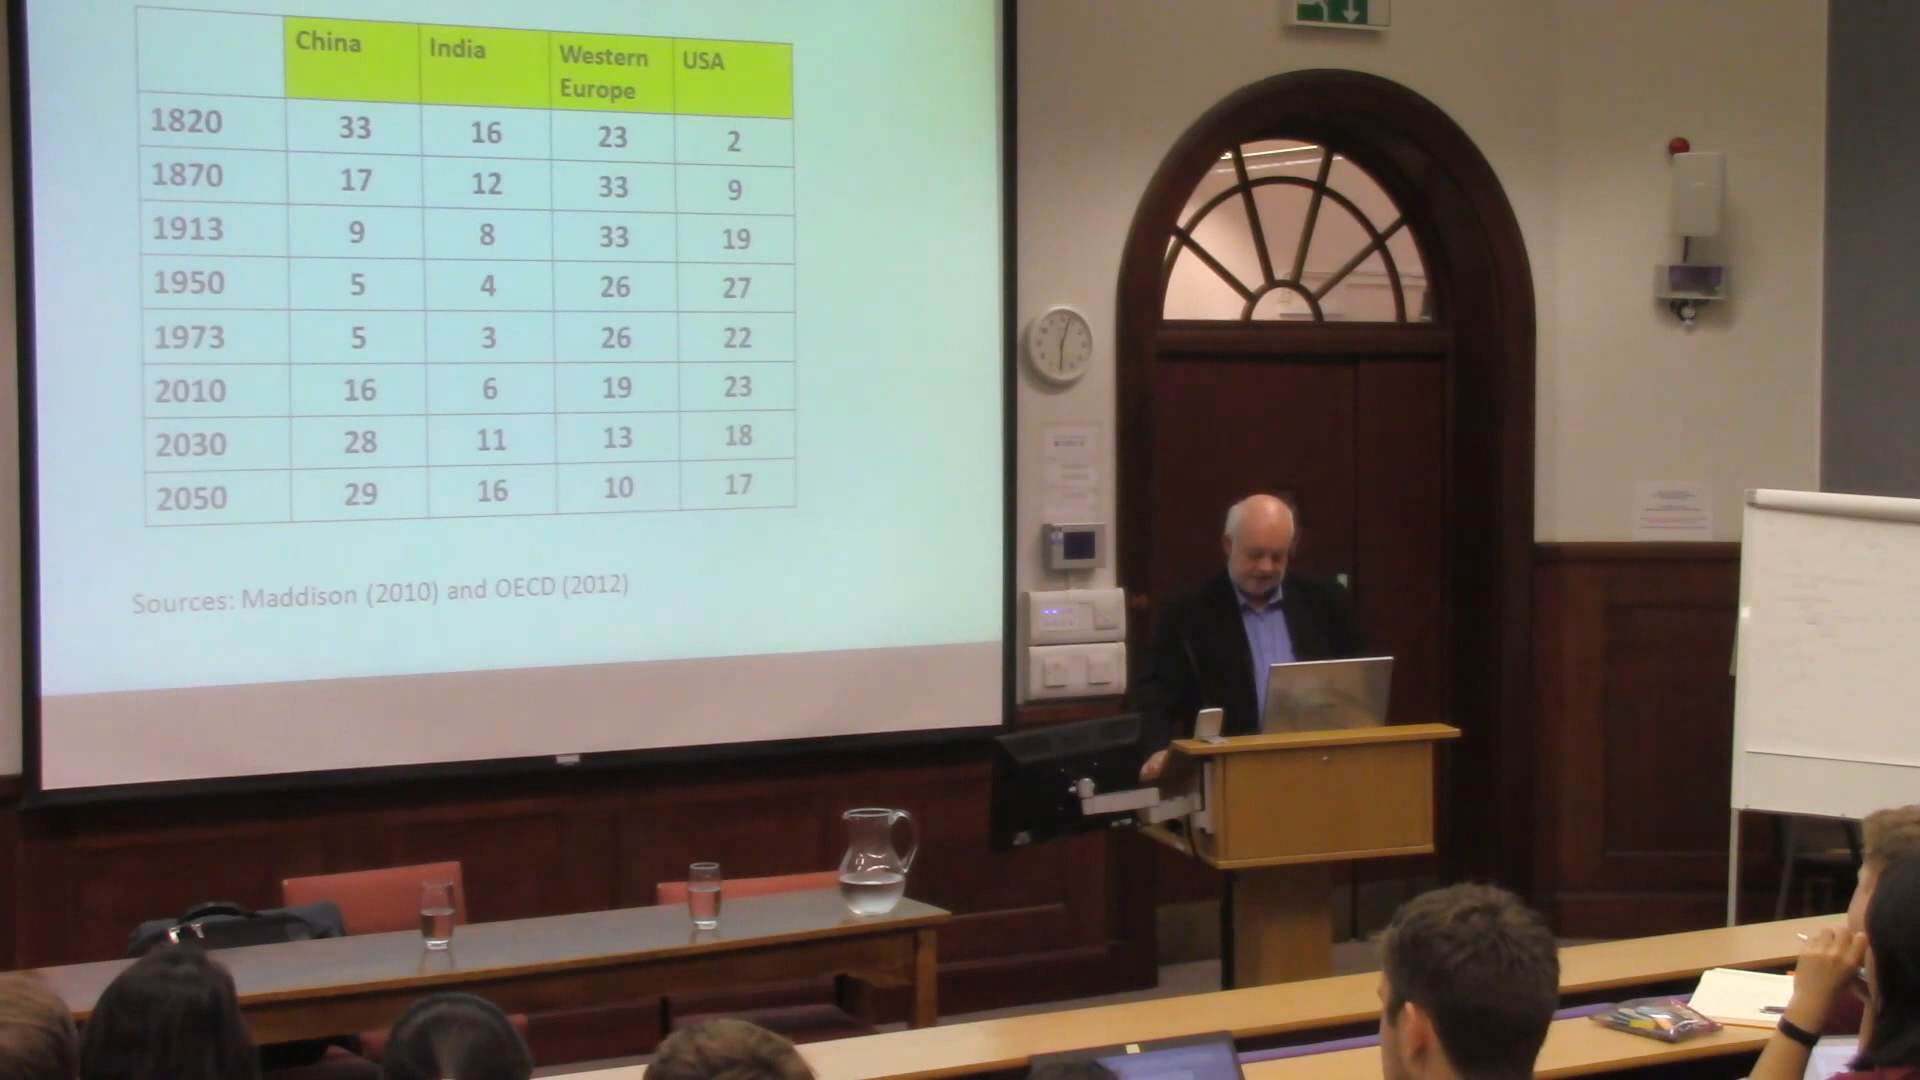 China India Western Europe USA
1820 33 16 23 2
1870 17 12 33 9
1913 9 8 33 19
1950 5 4 26 27
1973 5 3 26 22
2010 16 6 19 23
2030 28 11 13 18
2050 29 16 10 17
Sources: Maddison (2010) and OECD (2012)